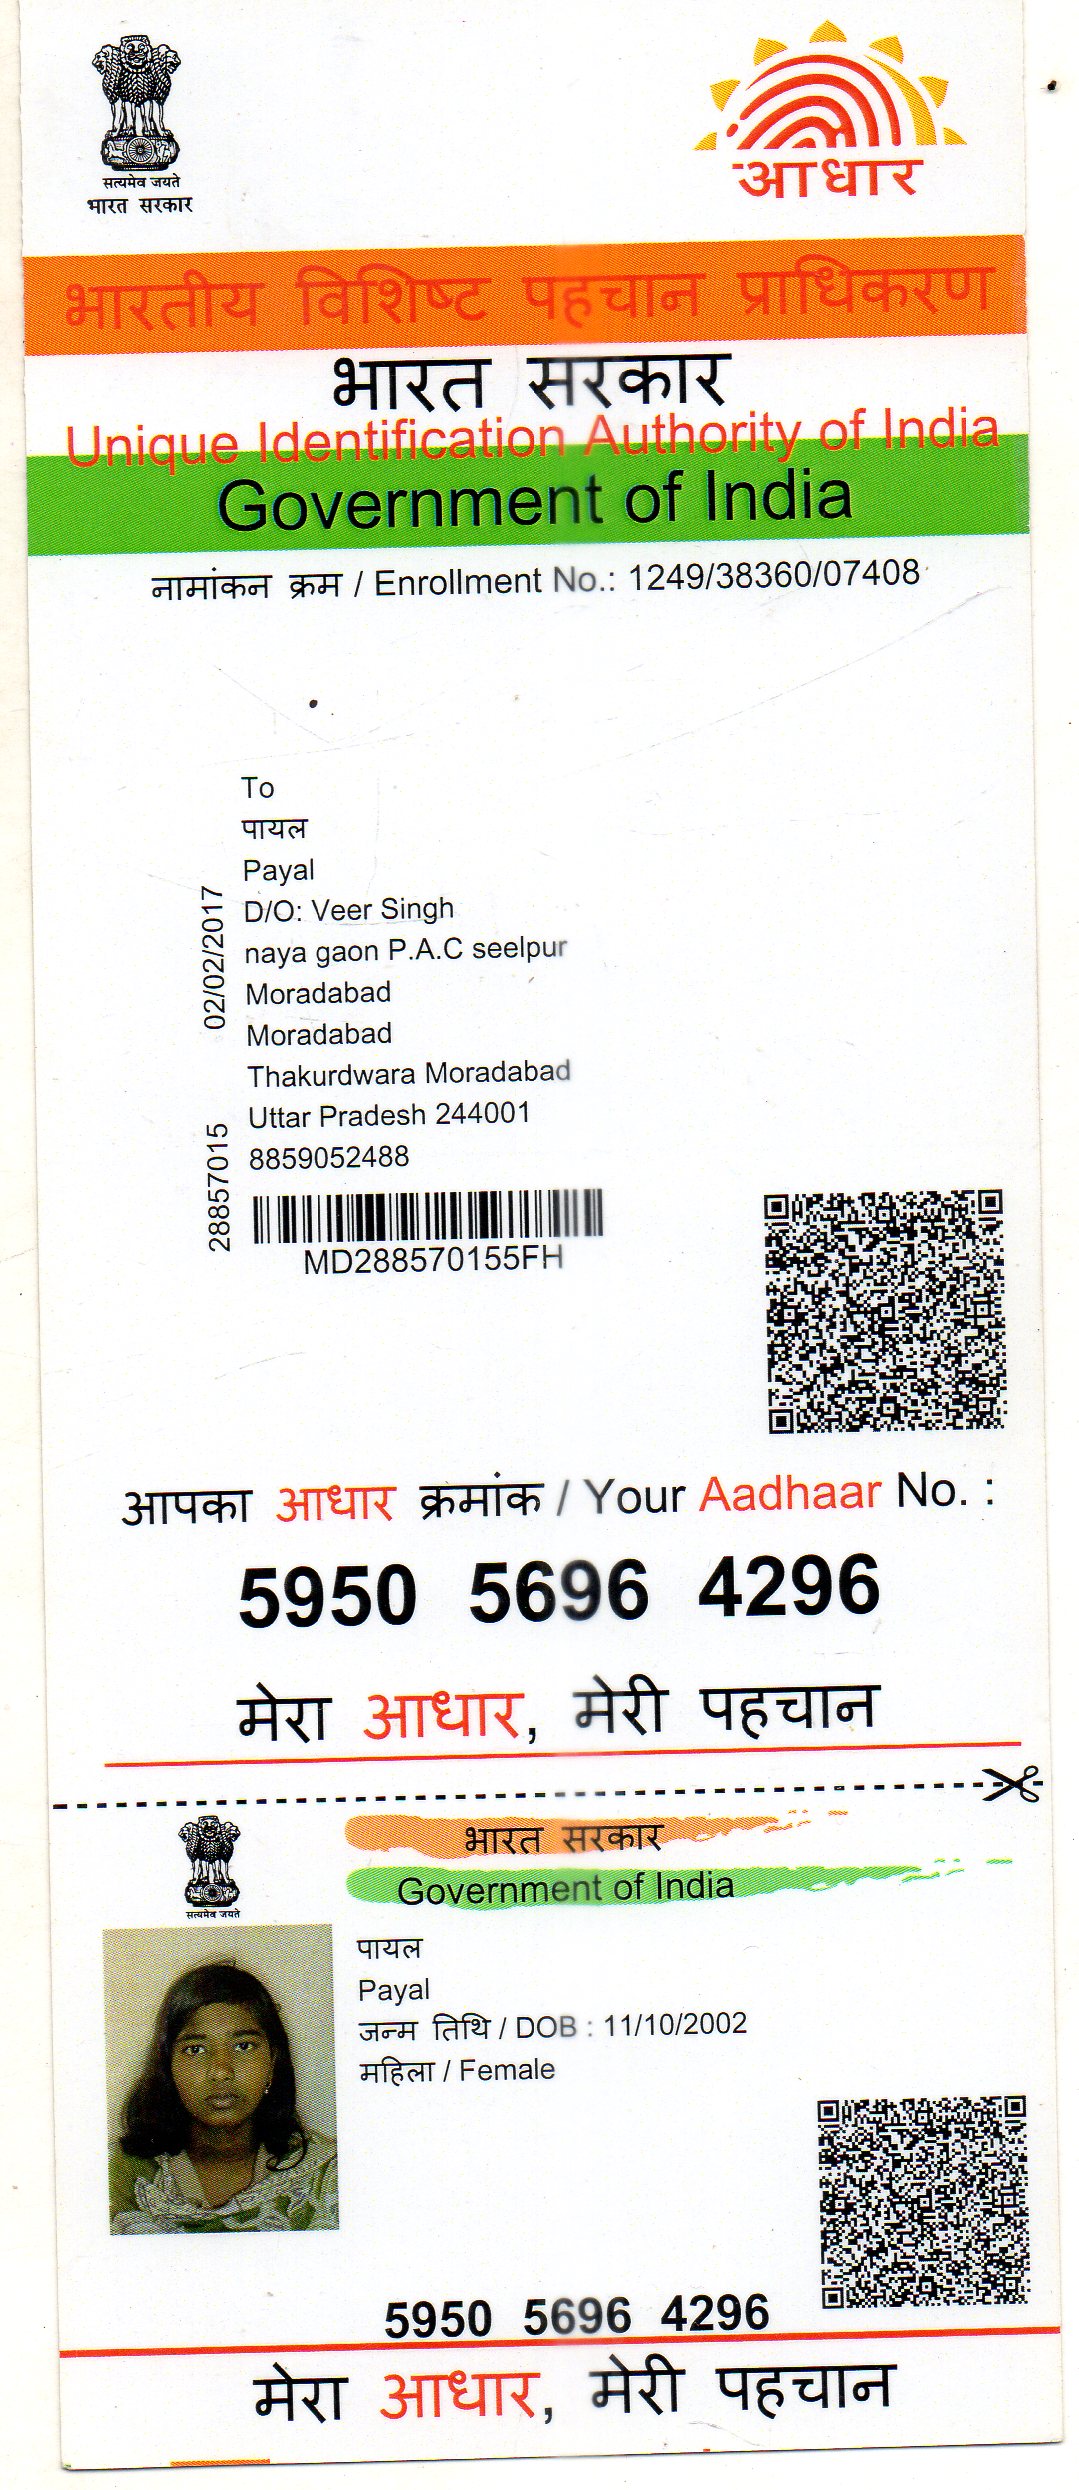 सत्यमेव जयते
भारत सरकार
आधार
भारतीय विशिष्ट पहचान प्राधिकरण
भारत सरकार
Unique Identification Authority of India
Government of India
नामांकन क्रम / Enrollment No.: 1249/38360/07408
To
पायल
Payal
D/O: Veer Singh
naya gaon P.A.C seelpur
Moradabad
Moradabad
Thakurdwara Moradabad
Uttar Pradesh 244001
8859052488
02/02/2017
28857015
MD288570155FH
आपका आधार क्रमांक / Your Aadhaar No. :
5950 5696 4296
मेरा आधार, मेरी पहचान
सत्यमेव जयते
भारत सरकार
Government of India
पायल
Payal
जन्म तिथि / DOB : 11/10/2002
महिला / Female
5950 5696 4296
मेरा आधार, मेरी पहचान